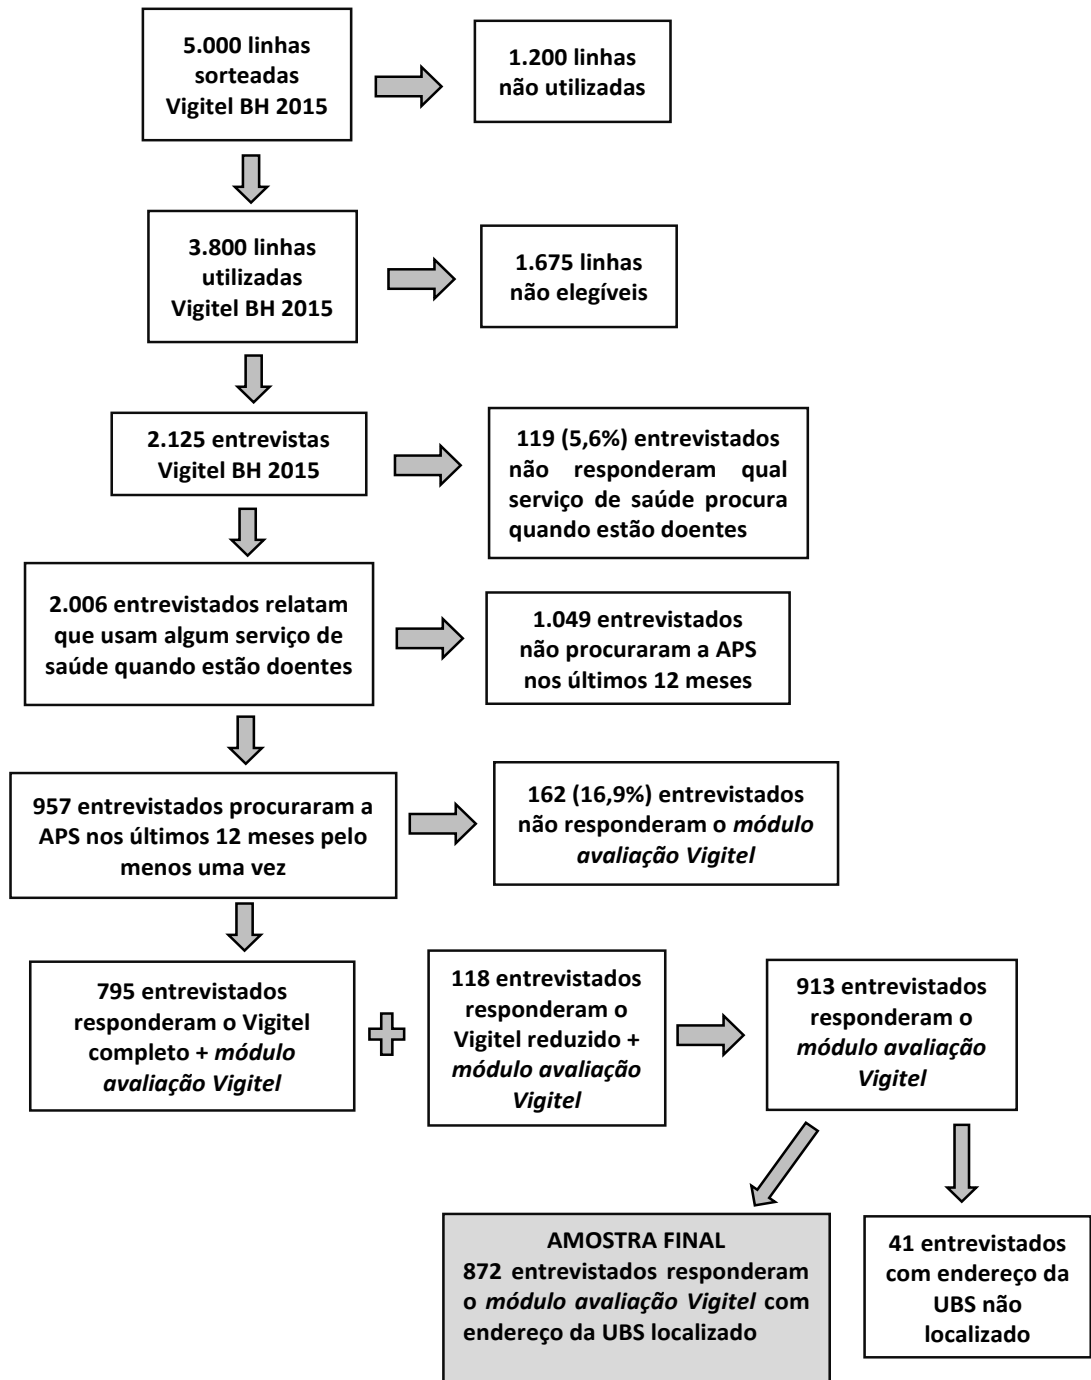 5.000 linhas
sorteadas
Vigitel BH 2015
1.200 linhas
não utilizadas
3.800 linhas
utilizadas
Vigitel BH 2015
1.675 linhas
não elegíveis
2.125 entrevistas
Vigitel BH 2015
119 (5,6%) entrevistados
não responderam qual
serviço de saúde procura
quando estão doentes
2.006 entrevistados relatam
que usam algum serviço de
saúde quando estão doentes
1.049 entrevistados
não procuraram a APS
nos últimos 12 meses
957 entrevistados procuraram a
APS nos últimos 12 meses pelo
menos uma vez
162 (16,9%) entrevistados
não responderam o módulo
avaliação Vigitel
795 entrevistados
responderam o Vigitel
completo + módulo
avaliação Vigitel
118 entrevistados
responderam o
Vigitel reduzido +
módulo avaliação
Vigitel
913 entrevistados
responderam o
módulo avaliação
Vigitel
AMOSTRA FINAL
872 entrevistados responderam
o módulo avaliação Vigitel com
endereço da UBS localizado
41 entrevistados
com endereço da
UBS não
localizado